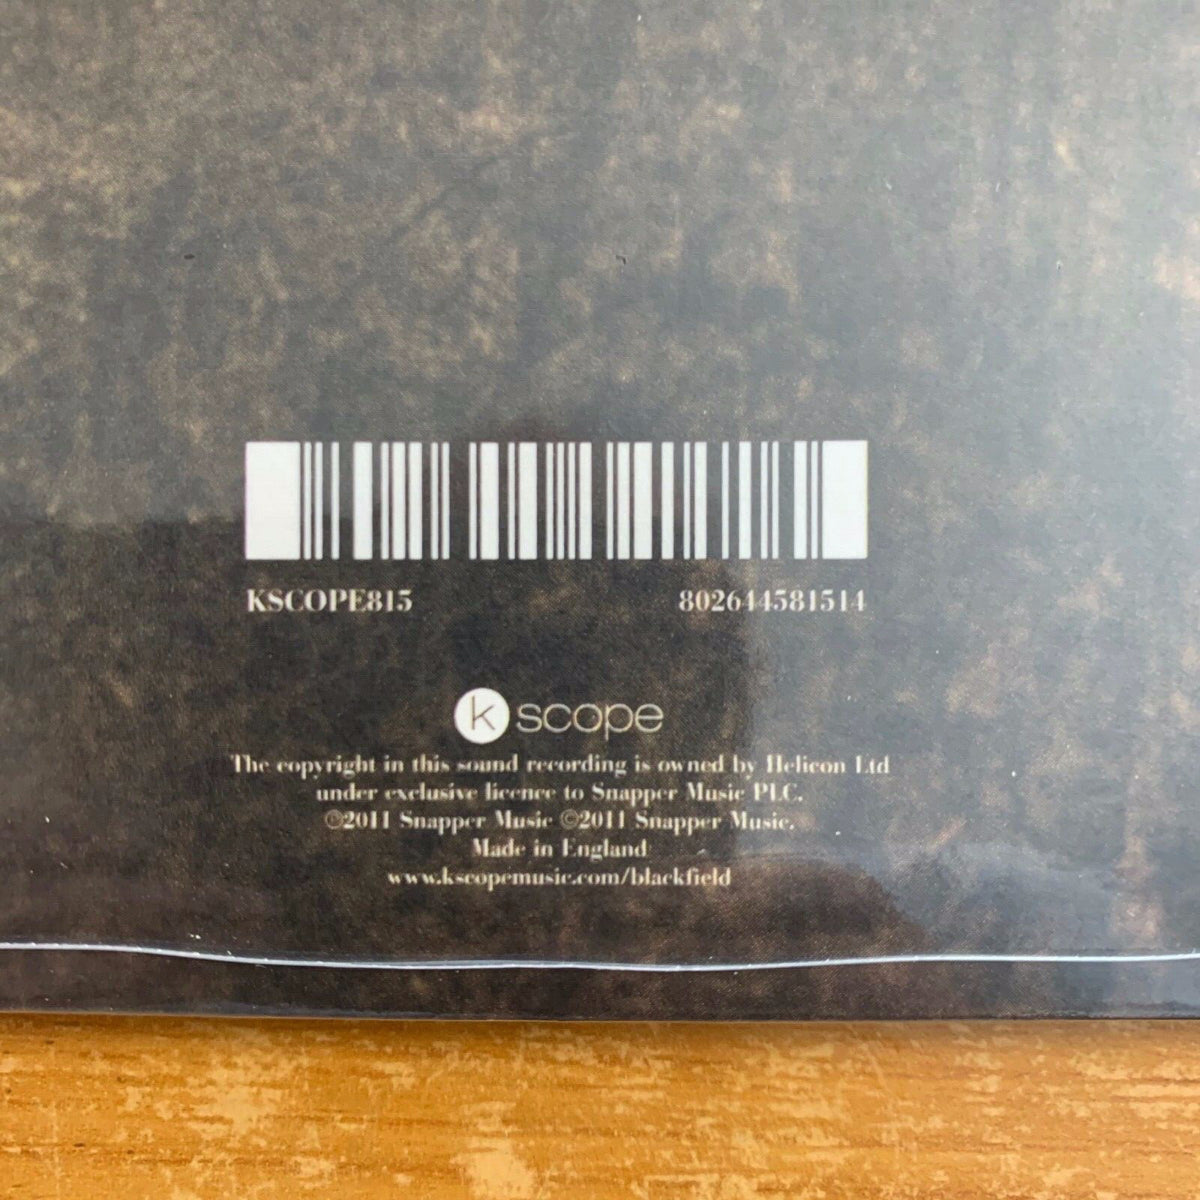 KSCOPE815 802644581514
k scope
The copyright in this sound recording is owned by Helicon Ltd
under exclusive licence to Snapper Music PLC.
℗2011 Snapper Music ©2011 Snapper Music.
Made in England
www.kscopemusic.com/blackfield